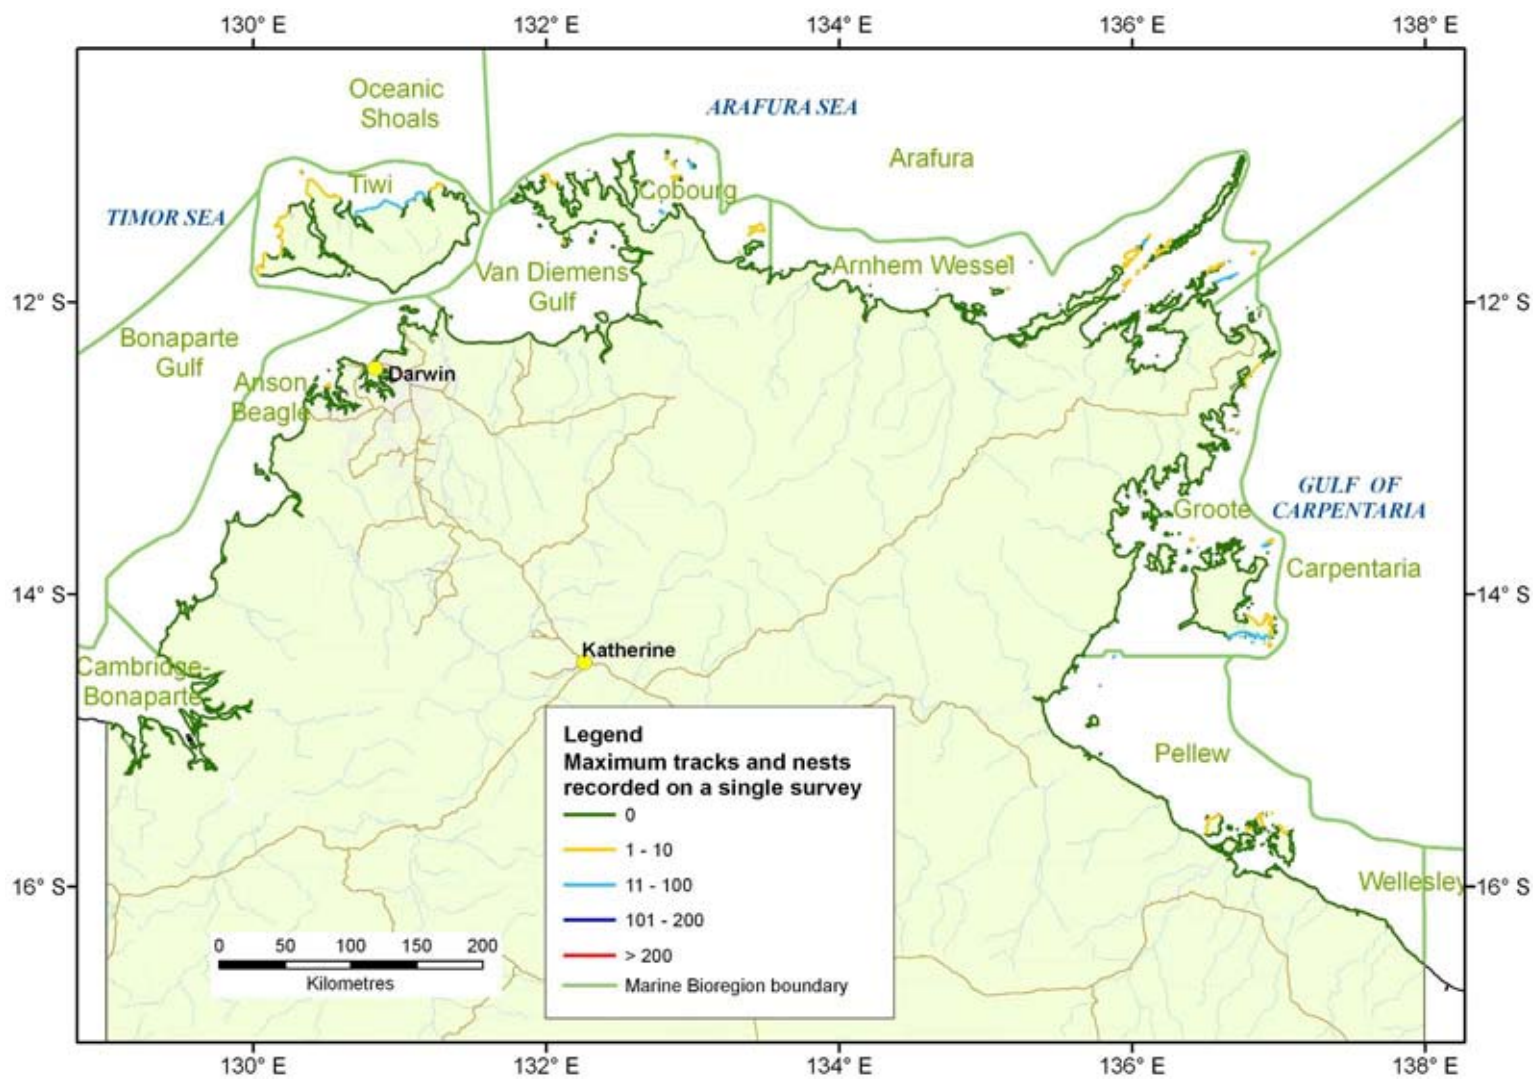 130° E
132° E
134° E
136° E
138° E
Oceanic
Shoals
ARAFURA SEA
Arafura
Tiwi
Cobourg
TIMOR SEA
Van Diemens
Gulf
Arnhem Wessel
12° S
12° S
Bonaparte
Gulf
Anson
Beagle
Darwin
GULF OF
CARPENTARIA
Groote
Carpentaria
14° S
14° S
Katherine
Cambridge-
Bonaparte
Pellew
Legend
Maximum tracks and nests
recorded on a single survey
0
1 - 10
11 - 100
101 - 200
> 200
Marine Bioregion boundary
16° S
Wellesley
16° S
0 50 100 150 200
Kilometres
130° E
132° E
134° E
136° E
138° E